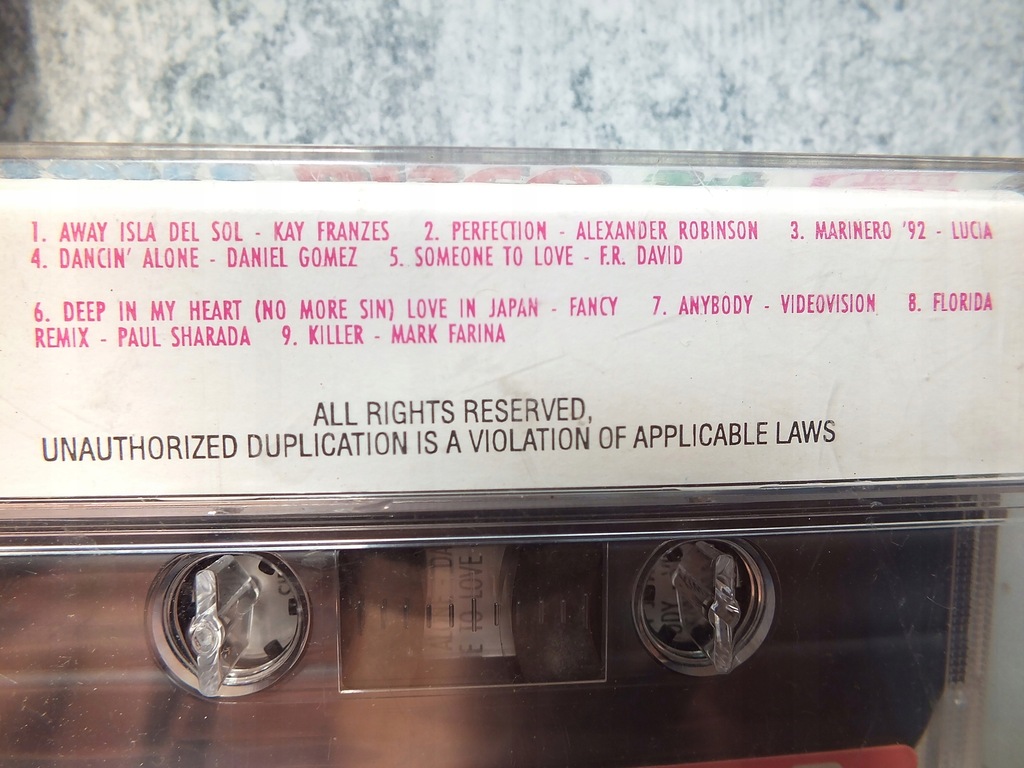 1. AWAY ISLA DEL SOL - KAY FRANZES 2. PERFECTION - ALEXANDER ROBINSON 3. MARINERO '92 - LUCIA
4. DANCIN' ALONE - DANIEL GOMEZ 5. SOMEONE TO LOVE - F.R. DAVID
6. DEEP IN MY HEART (NO MORE SIN) LOVE IN JAPAN - FANCY 7. ANYBODY - VIDEOVISION 8. FLORIDA
REMIX - PAUL SHARADA 9. KILLER - MARK FARINA
ALL RIGHTS RESERVED,
UNAUTHORIZED DUPLICATION IS A VIOLATION OF APPLICABLE LAWS
E TO LOVE